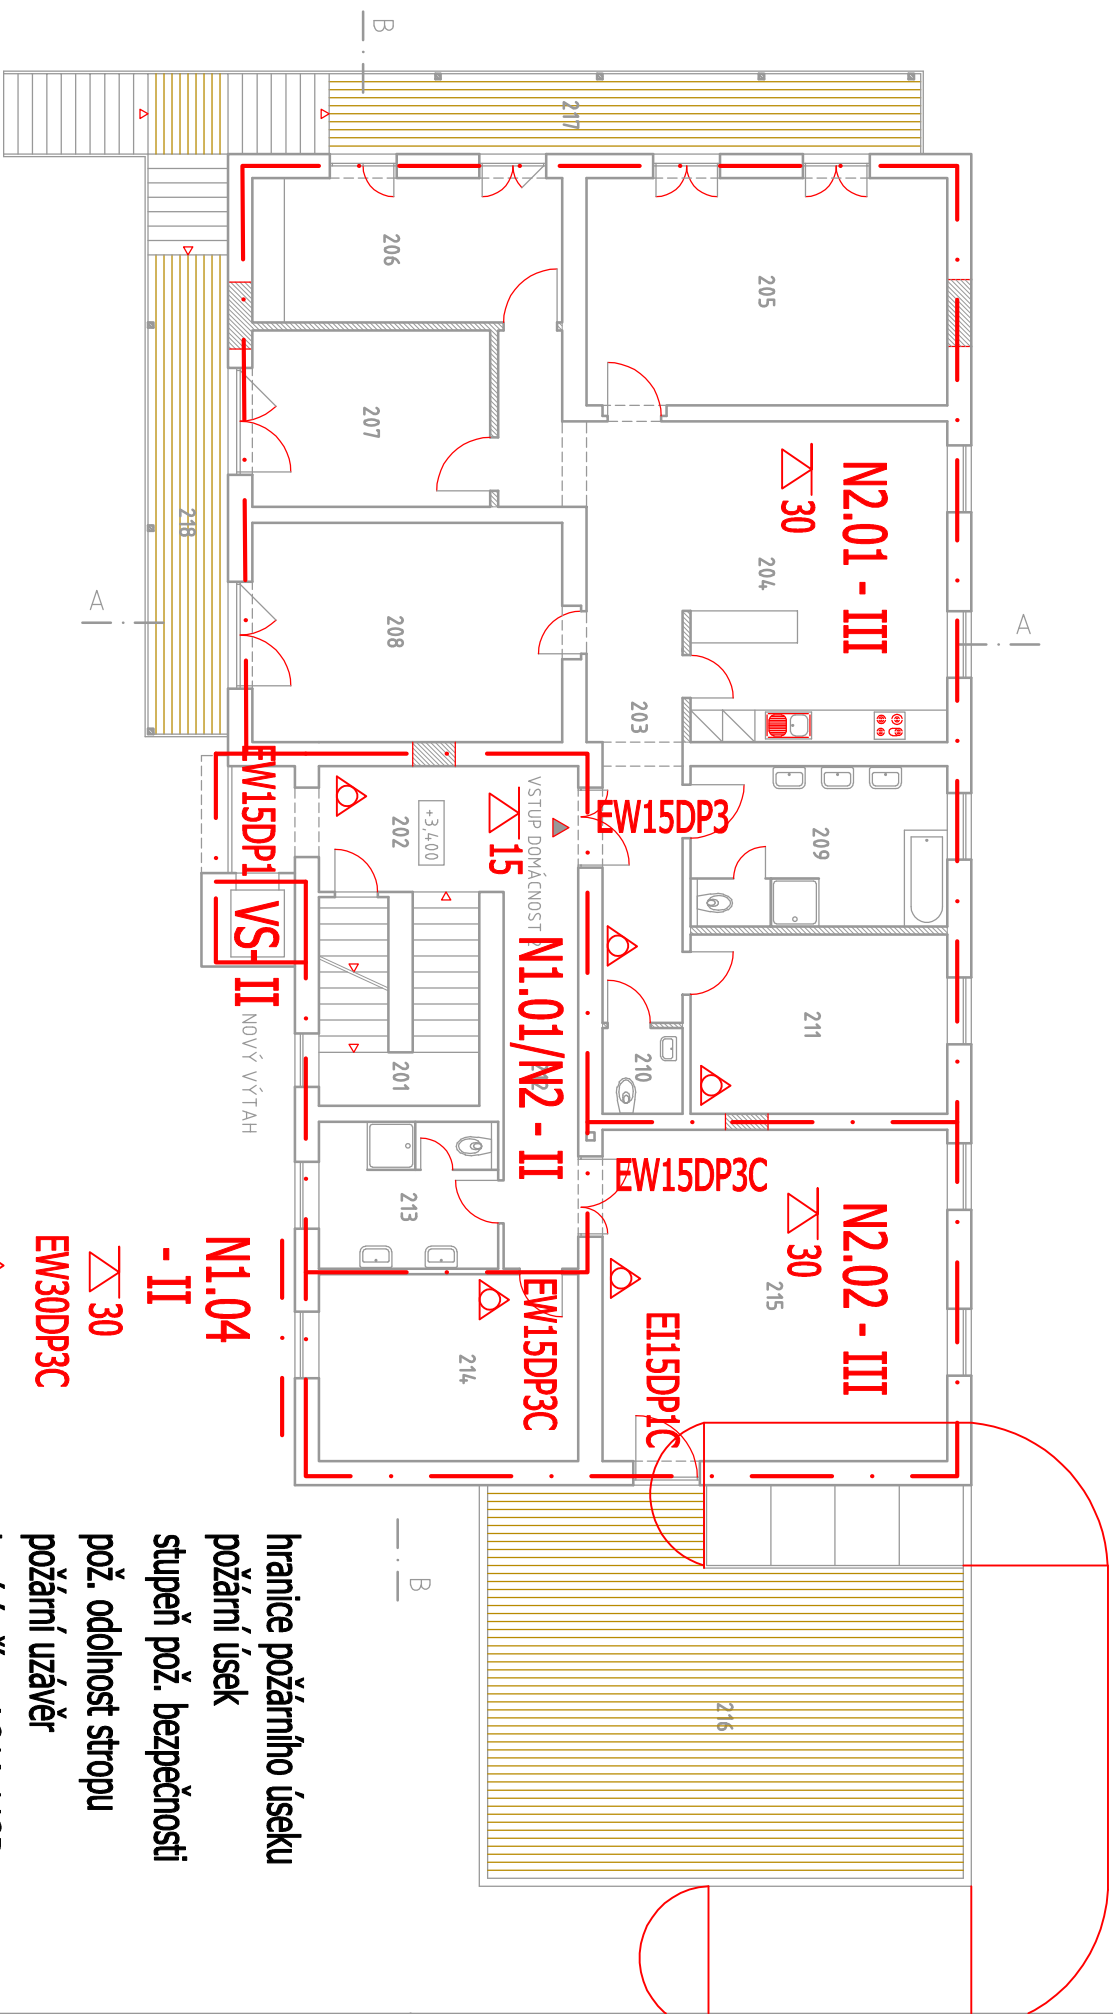 B
217
206
205
207
N2.01 - III
30
204
218
208
A
A
203
EW15DP1
EW15DP3
VSTUP DOMÁCNOST
+3,400
202
15
209
VS- II
NOVÝ VÝTAH
N1.01/N2 - II
201
210
211
213
EW15DP3C
N2.02 - III
30
215
EW15DP3C
214
EI15DP1C
216
B
N1.04
- II
30
EW30DP3C
hranice požárního úseku
požární úsek
stupeň pož. bezpečnosti
pož. odolnost stropu
požární uzávěr